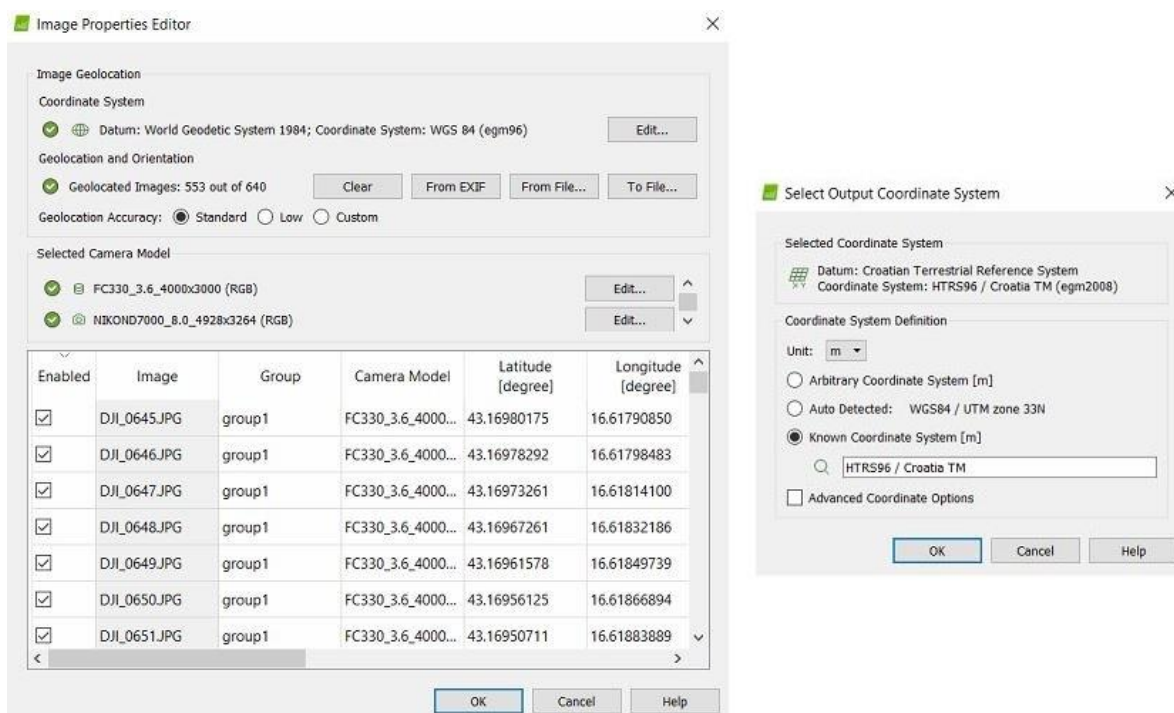 Image Properties Editor
Image Geolocation
Coordinate System
Datum: World Geodetic System 1984; Coordinate System: WGS 84 (egm96)
Edit...
Geolocation and Orientation
Geolocated Images: 553 out of 640
Clear
From EXIF
From File...
To File...
Geolocation Accuracy: Standard Low Custom
Selected Camera Model
FC330_3.6_4000x3000 (RGB)
Edit...
NIKOND7000_8.0_4928x3264 (RGB)
Edit...
Enabled Image Group Camera Model Latitude [degree] Longitude [degree]
DJI_0645.JPG group1 FC330_3.6_4000... 43.16980175 16.61790850
DJI_0646.JPG group1 FC330_3.6_4000... 43.16978292 16.61798483
DJI_0647.JPG group1 FC330_3.6_4000... 43.16973261 16.61814100
DJI_0648.JPG group1 FC330_3.6_4000... 43.16967261 16.61832186
DJI_0649.JPG group1 FC330_3.6_4000... 43.16961578 16.61849739
DJI_0650.JPG group1 FC330_3.6_4000... 43.16956125 16.61866894
DJI_0651.JPG group1 FC330_3.6_4000... 43.16950711 16.61883889
OK Cancel Help
Select Output Coordinate System
Selected Coordinate System
Datum: Croatian Terrestrial Reference System
Coordinate System: HTRS96 / Croatia TM (egm2008)
Coordinate System Definition
Unit: m
Arbitrary Coordinate System [m]
Auto Detected: WGS84 / UTM zone 33N
Known Coordinate System [m]
HTRS96 / Croatia TM
Advanced Coordinate Options
OK Cancel Help